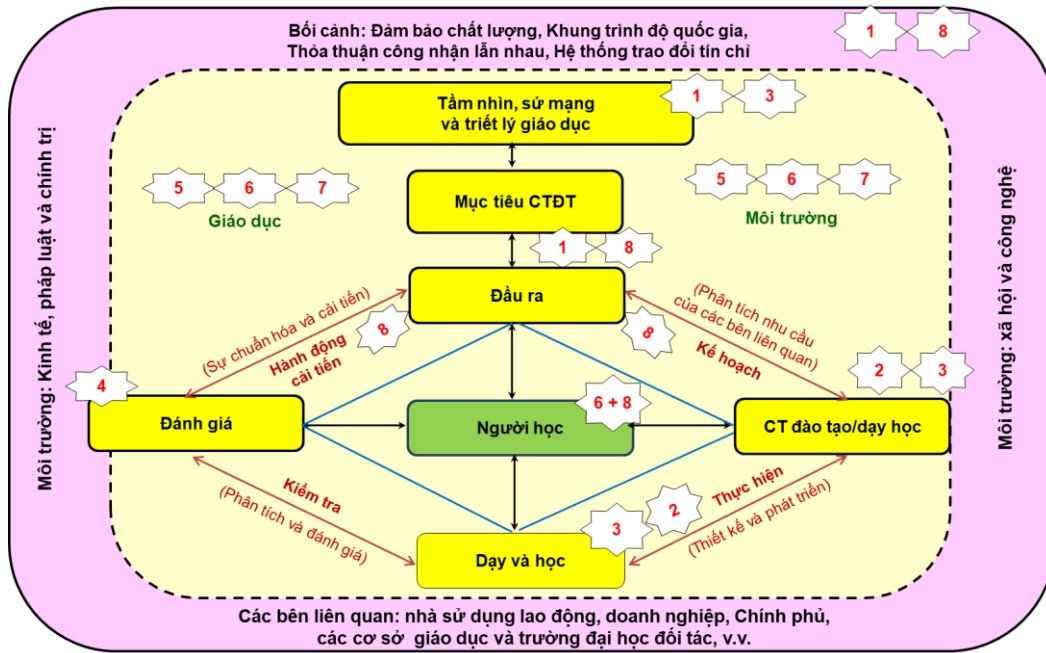 Bối cảnh: Đảm bảo chất lượng, Khung trình độ quốc gia,
Thỏa thuận công nhận lẫn nhau, Hệ thống trao đổi tín chỉ
1
8
Tầm nhìn, sứ mạng
và triết lý giáo dục
1
3
5
6
7
Giáo dục
Mục tiêu CTĐT
5
6
7
Môi trường
1
8
Đầu ra
(Sự chuẩn hóa và cải tiến)
Hành động
cải tiến
8
8
(Phân tích nhu cầu
của các bên liên quan)
Kế hoạch
4
Đánh giá
6 + 8
Người học
2
3
CT đào tạo/dạy học
Kiểm tra
(Phân tích và đánh giá)
3
2
Dạy và học
Thực hiện
(Thiết kế và phát triển)
Môi trường: Kinh tế, pháp luật và chính trị
Môi trường: xã hội và công nghệ
Các bên liên quan: nhà sử dụng lao động, doanh nghiệp, Chính phủ,
các cơ sở giáo dục và trường đại học đối tác, v.v.